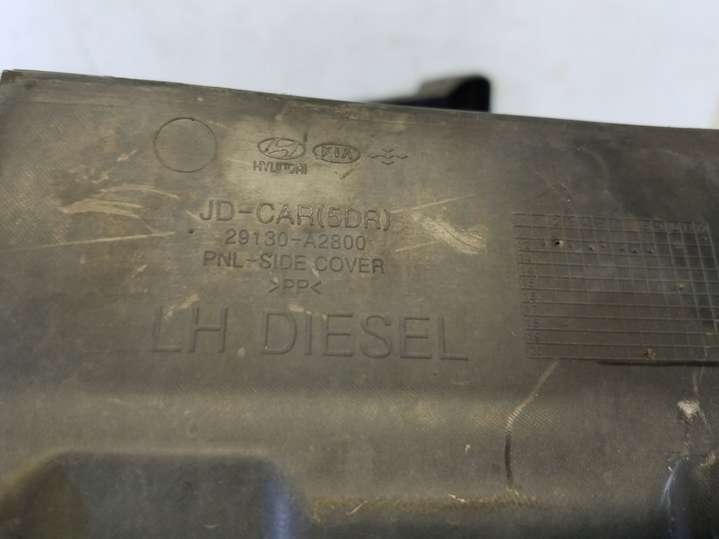 HYUNDAI KIA
JD-CAR(5DR)
29130-A2800
PNL-SIDE COVER
>PP<
LH DIESEL